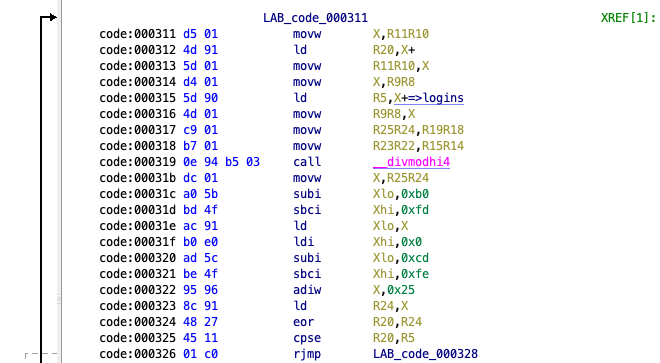 LAB_code_000311 XREF[1]:
code:000311 d5 01 movw X,R11R10
code:000312 4d 91 ld R20,X+
code:000313 5d 01 movw R11R10,X
code:000314 d4 01 movw X,R9R8
code:000315 5d 90 ld R5,X+=>logins
code:000316 4d 01 movw R9R8,X
code:000317 c9 01 movw R25R24,R19R18
code:000318 b7 01 movw R23R22,R15R14
code:000319 0e 94 b5 03 call __divmodhi4
code:00031b dc 01 movw X,R25R24
code:00031c a0 5b subi Xlo,0xb0
code:00031d bd 4f sbci Xhi,0xfd
code:00031e ac 91 ld Xlo,X
code:00031f b0 e0 ldi Xhi,0x0
code:000320 ad 5c subi Xlo,0xcd
code:000321 be 4f sbci Xhi,0xfe
code:000322 95 96 adiw X,0x25
code:000323 8c 91 ld R24,X
code:000324 48 27 eor R20,R24
code:000325 45 11 cpse R20,R5
code:000326 01 c0 rjmp LAB_code_000328